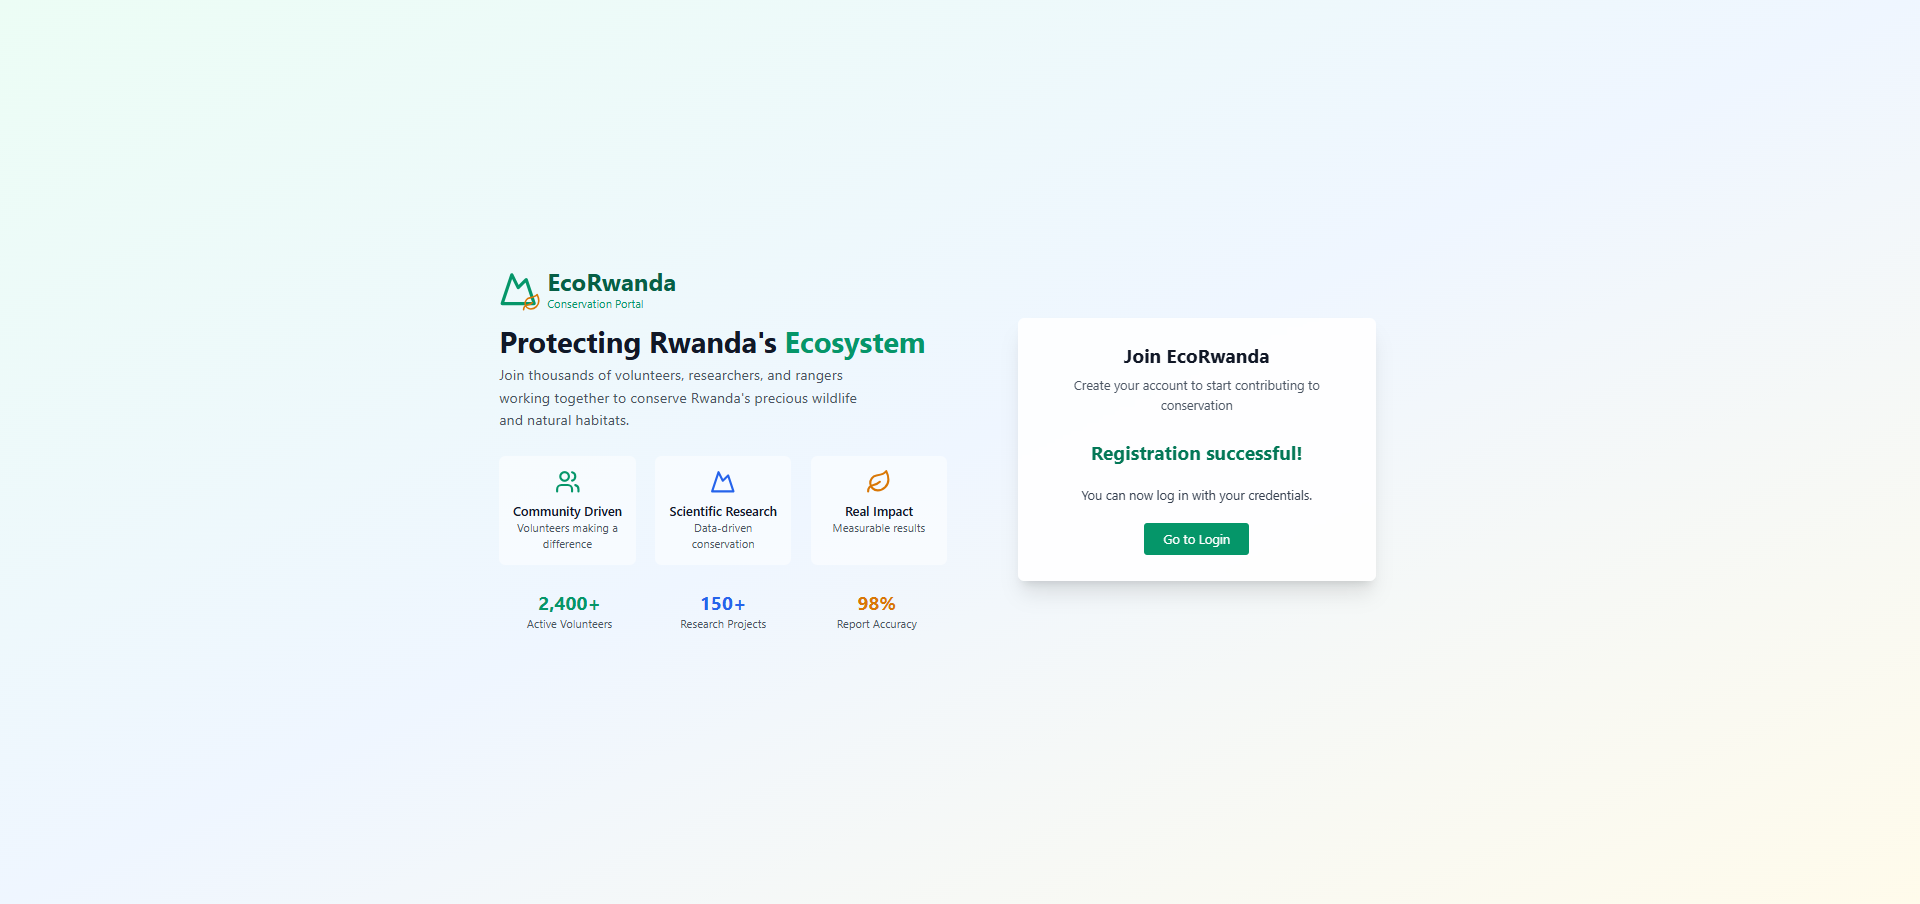 EcoRwanda
Conservation Portal
Protecting Rwanda's Ecosystem
Join thousands of volunteers, researchers, and rangers
working together to conserve Rwanda's precious wildlife
and natural habitats.
Community Driven
Volunteers making a
difference
Scientific Research
Data-driven
conservation
Real Impact
Measurable results
2,400+
Active Volunteers
150+
Research Projects
98%
Report Accuracy
Join EcoRwanda
Create your account to start contributing to
conservation
Registration successful!
You can now log in with your credentials.
Go to Login